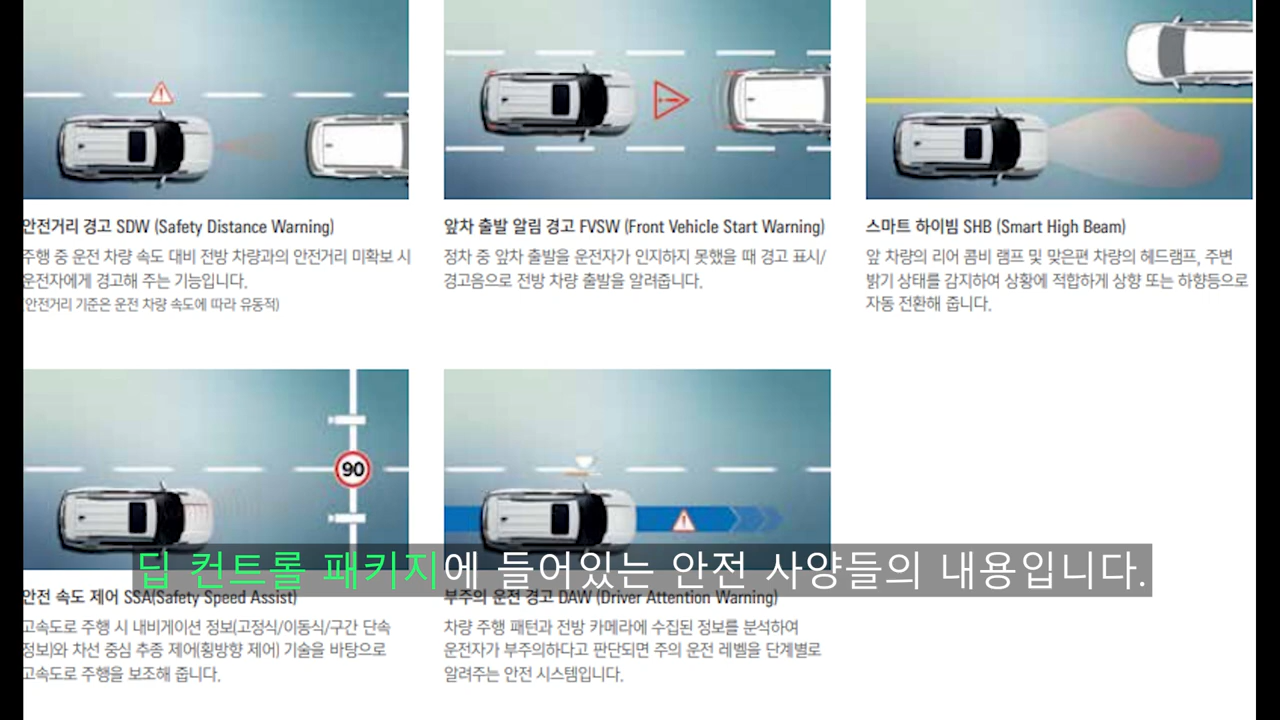 안전거리 경고 SDW (Safety Distance Warning)
주행 중 운전 차량 속도 대비 전방 차량과의 안전거리 미확보 시
운전자에게 경고해 주는 기능입니다.
(안전거리 기준은 운전 차량 속도에 따라 유동적)
앞차 출발 알림 경고 FVSW (Front Vehicle Start Warning)
정차 중 앞차 출발을 운전자가 인지하지 못했을 때 경고 표시/
경고음으로 전방 차량 출발을 알려줍니다.
스마트 하이빔 SHB (Smart High Beam)
앞 차량의 리어 콤비 램프 및 맞은편 차량의 헤드램프, 주변
밝기 상태를 감지하여 상황에 적합하게 상향 또는 하향등으로
자동 전환해 줍니다.
90
딥 컨트롤 패키지에 들어있는 안전 사양들의 내용입니다.
안전 속도 제어 SSA(Safety Speed Assist)
고속도로 주행 시 내비게이션 정보(고정식/이동식/구간 단속
정보)와 차선 중심 추종 제어(횡방향 제어) 기술을 바탕으로
고속도로 주행을 보조해 줍니다.
부주의 운전 경고 DAW (Driver Attention Warning)
차량 주행 패턴과 전방 카메라에 수집된 정보를 분석하여
운전자가 부주의하다고 판단되면 주의 운전 레벨을 단계별로
알려주는 안전 시스템입니다.